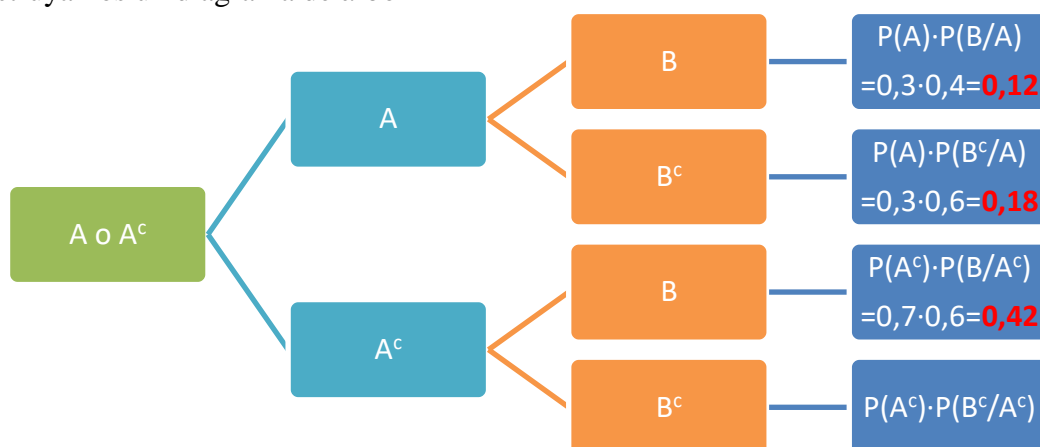 A o Aᶜ
A
Aᶜ
B
Bᶜ
B
Bᶜ
P(A)·P(B/A)
=0,3·0,4=0,12
P(A)·P(Bᶜ/A)
=0,3·0,6=0,18
P(Aᶜ)·P(B/Aᶜ)
=0,7·0,6=0,42
P(Aᶜ)·P(Bᶜ/Aᶜ)